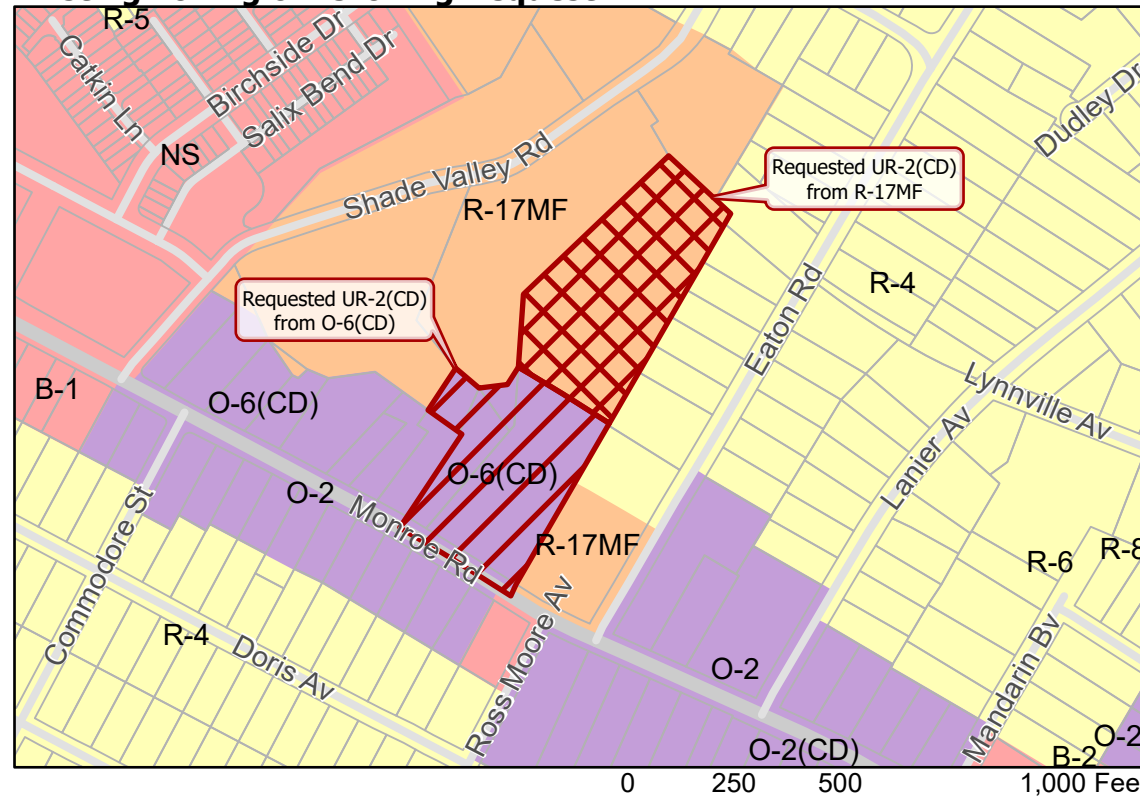 R-5
Birchside Dr
Catkin Ln
Salix Bend Dr
NS
Dudley Dr
Shade Valley Rd
R-17MF
Requested UR-2(CD)
from R-17MF
R-4
Requested UR-2(CD)
from O-6(CD)
Eaton Rd
B-1
O-6(CD)
Lynnville Av
Lanier Av
O-6(CD)
O-2
Monroe Rd
R-17MF
Commodore St
R-6
R-8
R-4
Doris Av
Ross Moore Av
O-2
Mandarin Bv
O-2(CD)
B-2
O-2
0 250 500 1,000 Fee